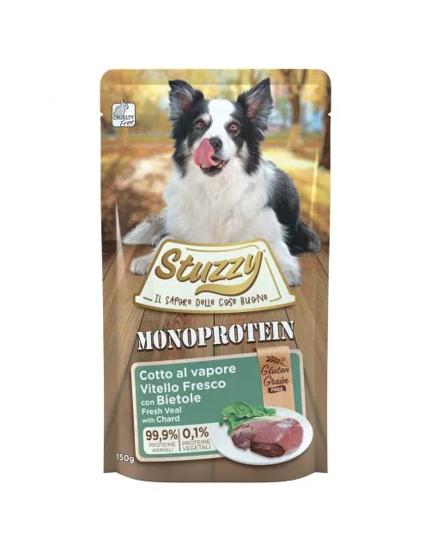 CRUELTY
Free
Stuzzy
IL SAPORE DELLE COSE BUONE
MONOPROTEIN
Cotto al vapore
Vitello Fresco
con Bietole
Fresh Veal
with Chard
Gluten
Grain
FREE
99,9% PROTEINE ANIMALI
0,1% PROTEINE VEGETALI
150g